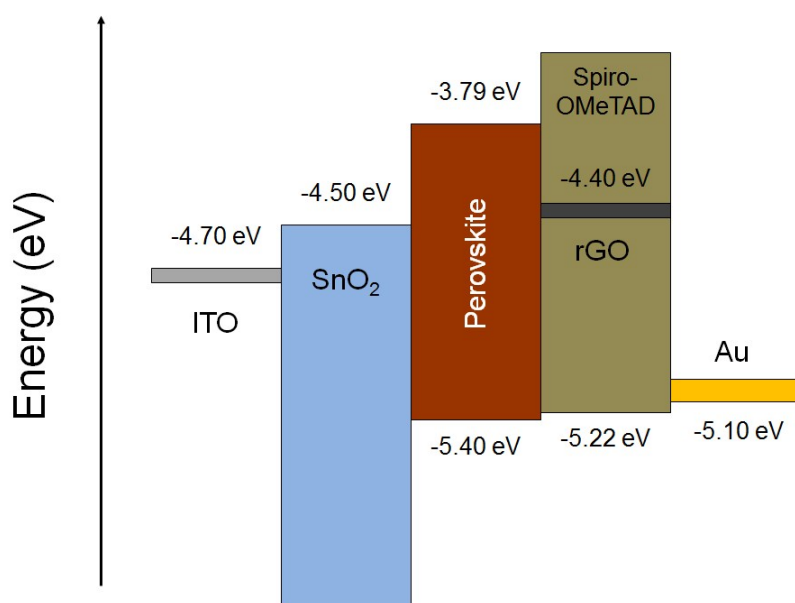 Energy (eV)
-4.70 eV
ITO
-4.50 eV
SnO₂
-3.79 eV
Perovskite
-5.40 eV
Spiro-
OMeTAD
-4.40 eV
rGO
-5.22 eV
Au
-5.10 eV